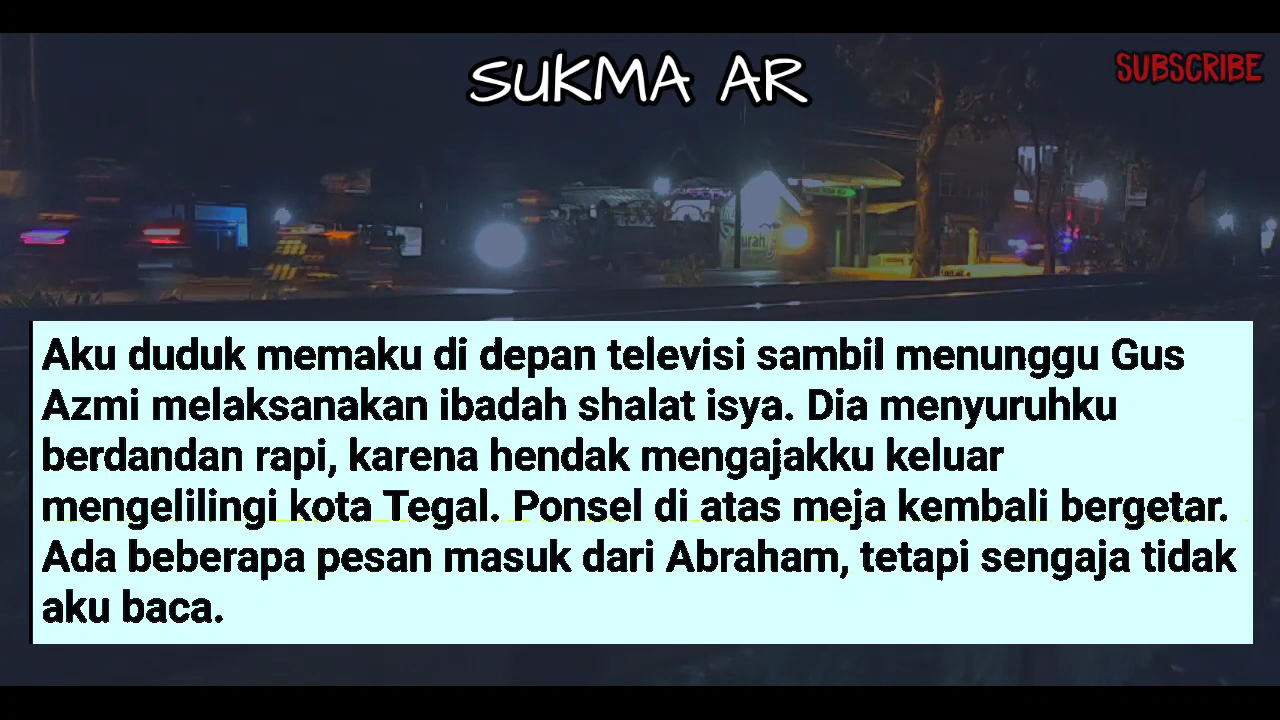 SUKMA AR
SUBSCRIBE
urah
Aku duduk memaku di depan televisi sambil menunggu Gus
Azmi melaksanakan ibadah shalat isya. Dia menyuruhku
berdandan rapi, karena hendak mengajakku keluar
mengelilingi kota Tegal. Ponsel di atas meja kembali bergetar.
Ada beberapa pesan masuk dari Abraham, tetapi sengaja tidak
aku baca.